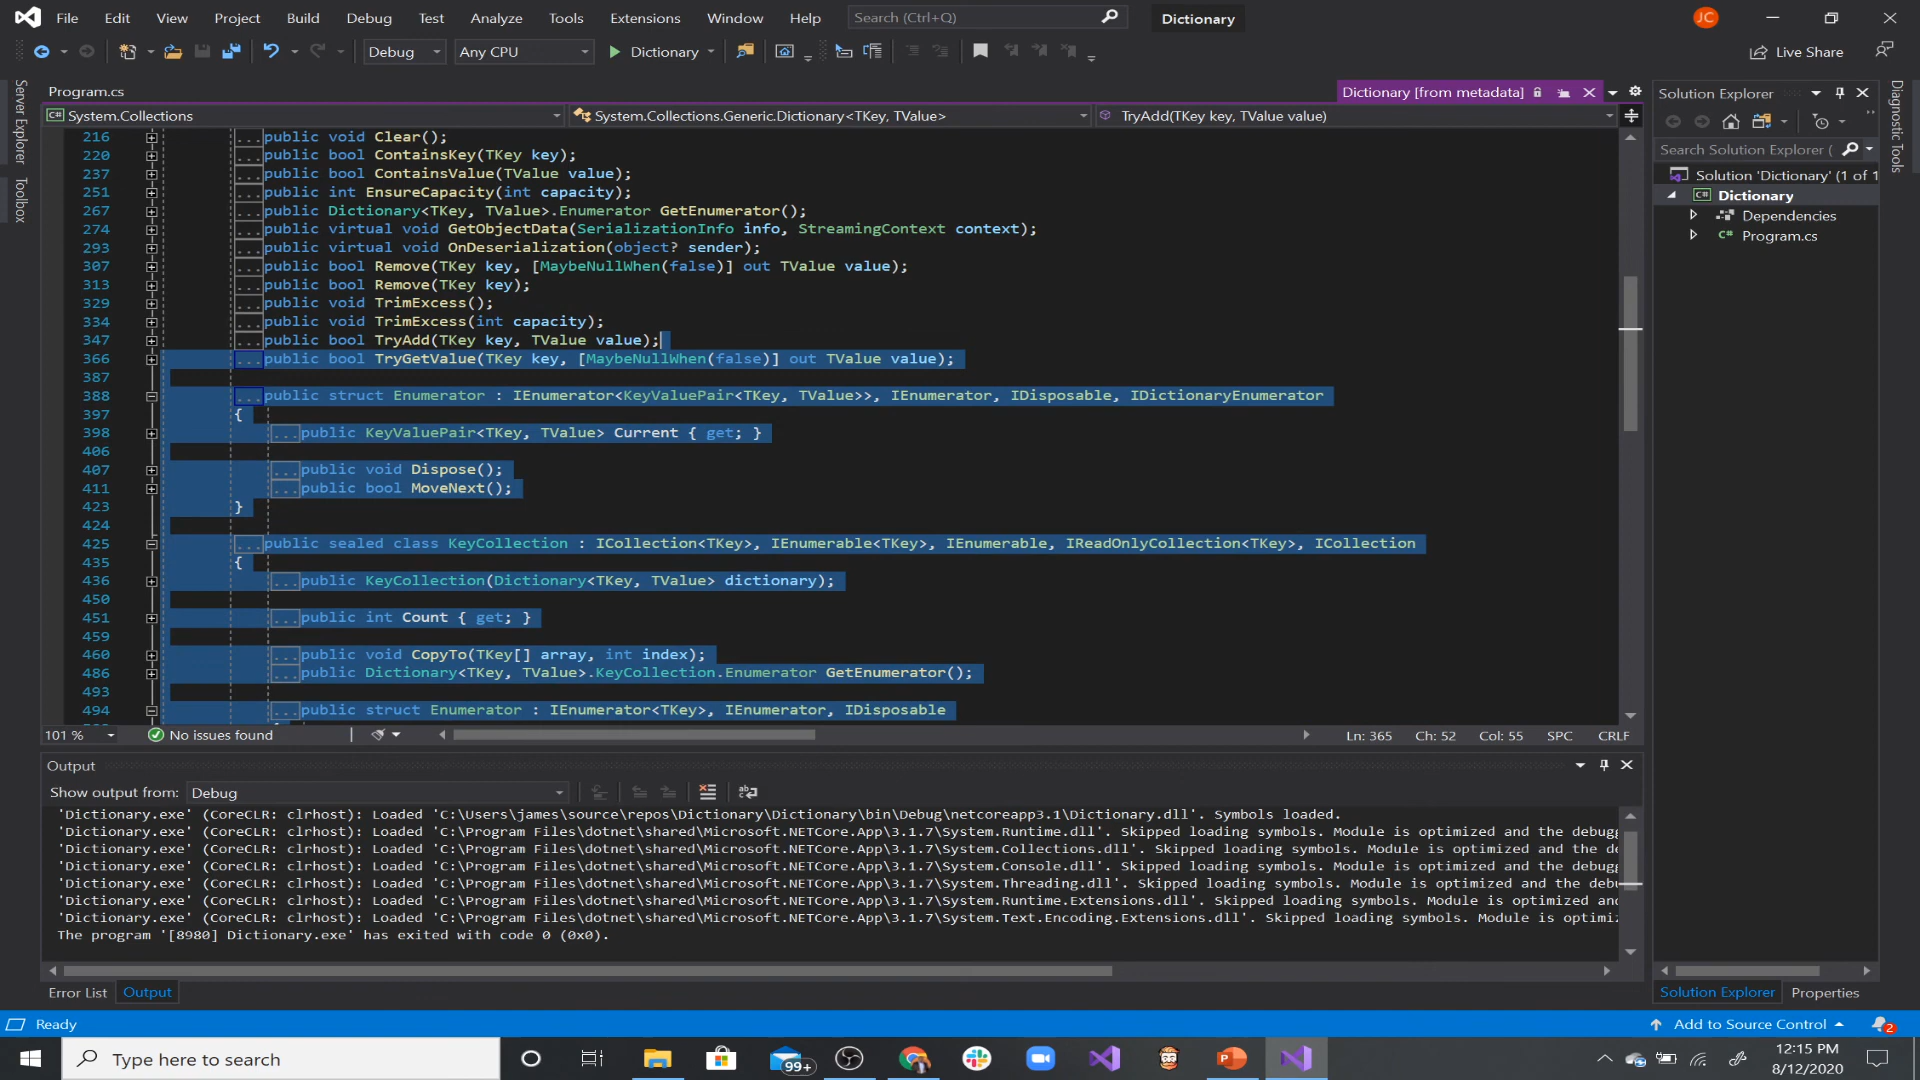 File Edit View Project Build Debug Test Analyze Tools Extensions Window Help Search (Ctrl+Q) Dictionary JC
Debug Any CPU Dictionary Live Share
Program.cs Dictionary [from metadata]
System.Collections System.Collections.Generic.Dictionary<TKey, TValue> TryAdd(TKey key, TValue value)
216 ...public void Clear();
220 ...public bool ContainsKey(TKey key);
237 ...public bool ContainsValue(TValue value);
251 ...public int EnsureCapacity(int capacity);
267 ...public Dictionary<TKey, TValue>.Enumerator GetEnumerator();
274 ...public virtual void GetObjectData(SerializationInfo info, StreamingContext context);
293 ...public virtual void OnDeserialization(object? sender);
307 ...public bool Remove(TKey key, [MaybeNullWhen(false)] out TValue value);
313 ...public bool Remove(TKey key);
329 ...public void TrimExcess();
334 ...public void TrimExcess(int capacity);
347 ...public bool TryAdd(TKey key, TValue value);
366 ...public bool TryGetValue(TKey key, [MaybeNullWhen(false)] out TValue value);
387
388 ...public struct Enumerator : IEnumerator<KeyValuePair<TKey, TValue>>, IEnumerator, IDisposable, IDictionaryEnumerator
397 {
398 ...public KeyValuePair<TKey, TValue> Current { get; }
406
407 ...public void Dispose();
411 ...public bool MoveNext();
423 }
424
425 ...public sealed class KeyCollection : ICollection<TKey>, IEnumerable<TKey>, IEnumerable, IReadOnlyCollection<TKey>, ICollection
435 {
436 ...public KeyCollection(Dictionary<TKey, TValue> dictionary);
450
451 ...public int Count { get; }
459
460 ...public void CopyTo(TKey[] array, int index);
486 ...public Dictionary<TKey, TValue>.KeyCollection.Enumerator GetEnumerator();
493
494 ...public struct Enumerator : IEnumerator<TKey>, IEnumerator, IDisposable
101 % No issues found Ln: 365 Ch: 52 Col: 55 SPC CRLF
Output
Show output from: Debug
'Dictionary.exe' (CoreCLR: clrhost): Loaded 'C:\Users\james\source\repos\Dictionary\Dictionary\bin\Debug\netcoreapp3.1\Dictionary.dll'. Symbols loaded.
'Dictionary.exe' (CoreCLR: clrhost): Loaded 'C:\Program Files\dotnet\shared\Microsoft.NETCore.App\3.1.7\System.Runtime.dll'. Skipped loading symbols. Module is optimized and the debugg
'Dictionary.exe' (CoreCLR: clrhost): Loaded 'C:\Program Files\dotnet\shared\Microsoft.NETCore.App\3.1.7\System.Collections.dll'. Skipped loading symbols. Module is optimized and the de
'Dictionary.exe' (CoreCLR: clrhost): Loaded 'C:\Program Files\dotnet\shared\Microsoft.NETCore.App\3.1.7\System.Console.dll'. Skipped loading symbols. Module is optimized and the debugg
'Dictionary.exe' (CoreCLR: clrhost): Loaded 'C:\Program Files\dotnet\shared\Microsoft.NETCore.App\3.1.7\System.Threading.dll'. Skipped loading symbols. Module is optimized and the debu
'Dictionary.exe' (CoreCLR: clrhost): Loaded 'C:\Program Files\dotnet\shared\Microsoft.NETCore.App\3.1.7\System.Runtime.Extensions.dll'. Skipped loading symbols. Module is optimized and
'Dictionary.exe' (CoreCLR: clrhost): Loaded 'C:\Program Files\dotnet\shared\Microsoft.NETCore.App\3.1.7\System.Text.Encoding.Extensions.dll'. Skipped loading symbols. Module is optimi
The program '[8980] Dictionary.exe' has exited with code 0 (0x0).
Error List Output
Server Explorer
Toolbox
Solution Explorer
Search Solution Explorer (
Solution 'Dictionary' (1 of 1
Dictionary
Dependencies
Program.cs
Solution Explorer Properties
Diagnostic Tools
Ready Add to Source Control 2
Type here to search 99+ 12:15 PM
8/12/2020